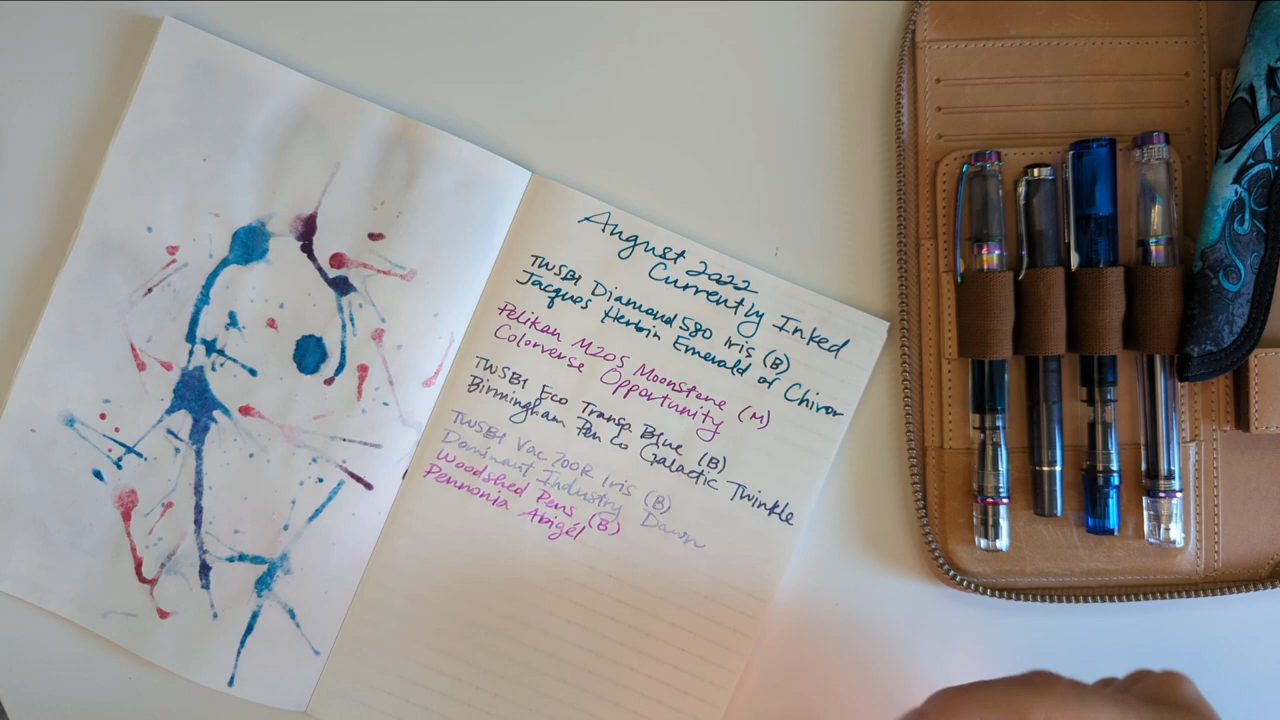 August 2022
Currently Inked
TWSBI Diamond 580 Iris (B)
Jacques Herbin Emerald of Chivor
Pelikan M205 Moonstone (M)
Colorverse Opportunity
TWSBI Eco Transp Blue (B)
Birmingham Pen Co Galactic Twinkle
TWSBI Vac 700R Iris (B)
Dominant Industry Dawn
Woodshed Pens (B)
Pennonia Abigél